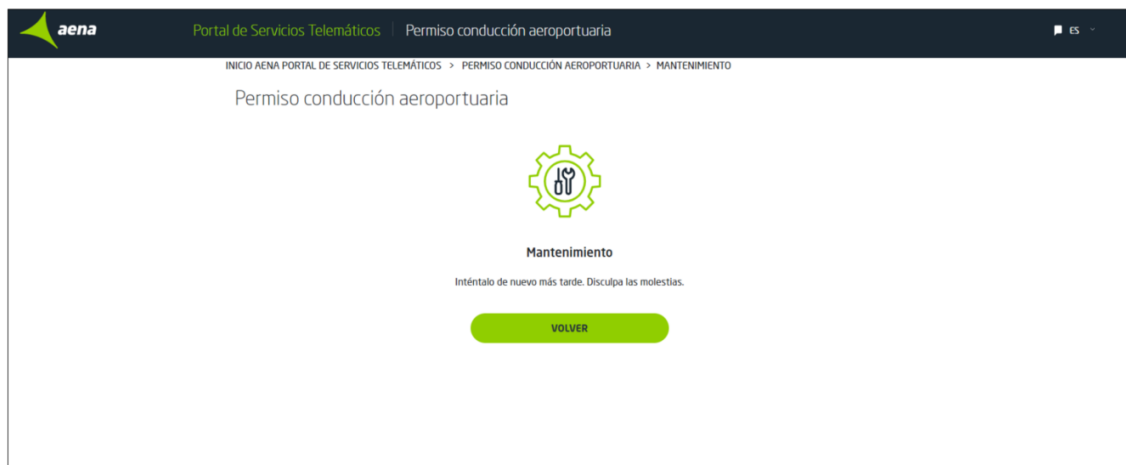 aena
Portal de Servicios Telemáticos | Permiso conducción aeroportuaria
ES
INICIO AENA PORTAL DE SERVICIOS TELEMÁTICOS > PERMISO CONDUCCIÓN AEROPORTUARIA > MANTENIMIENTO
Permiso conducción aeroportuaria
Mantenimiento
Inténtalo de nuevo más tarde. Disculpa las molestias.
VOLVER